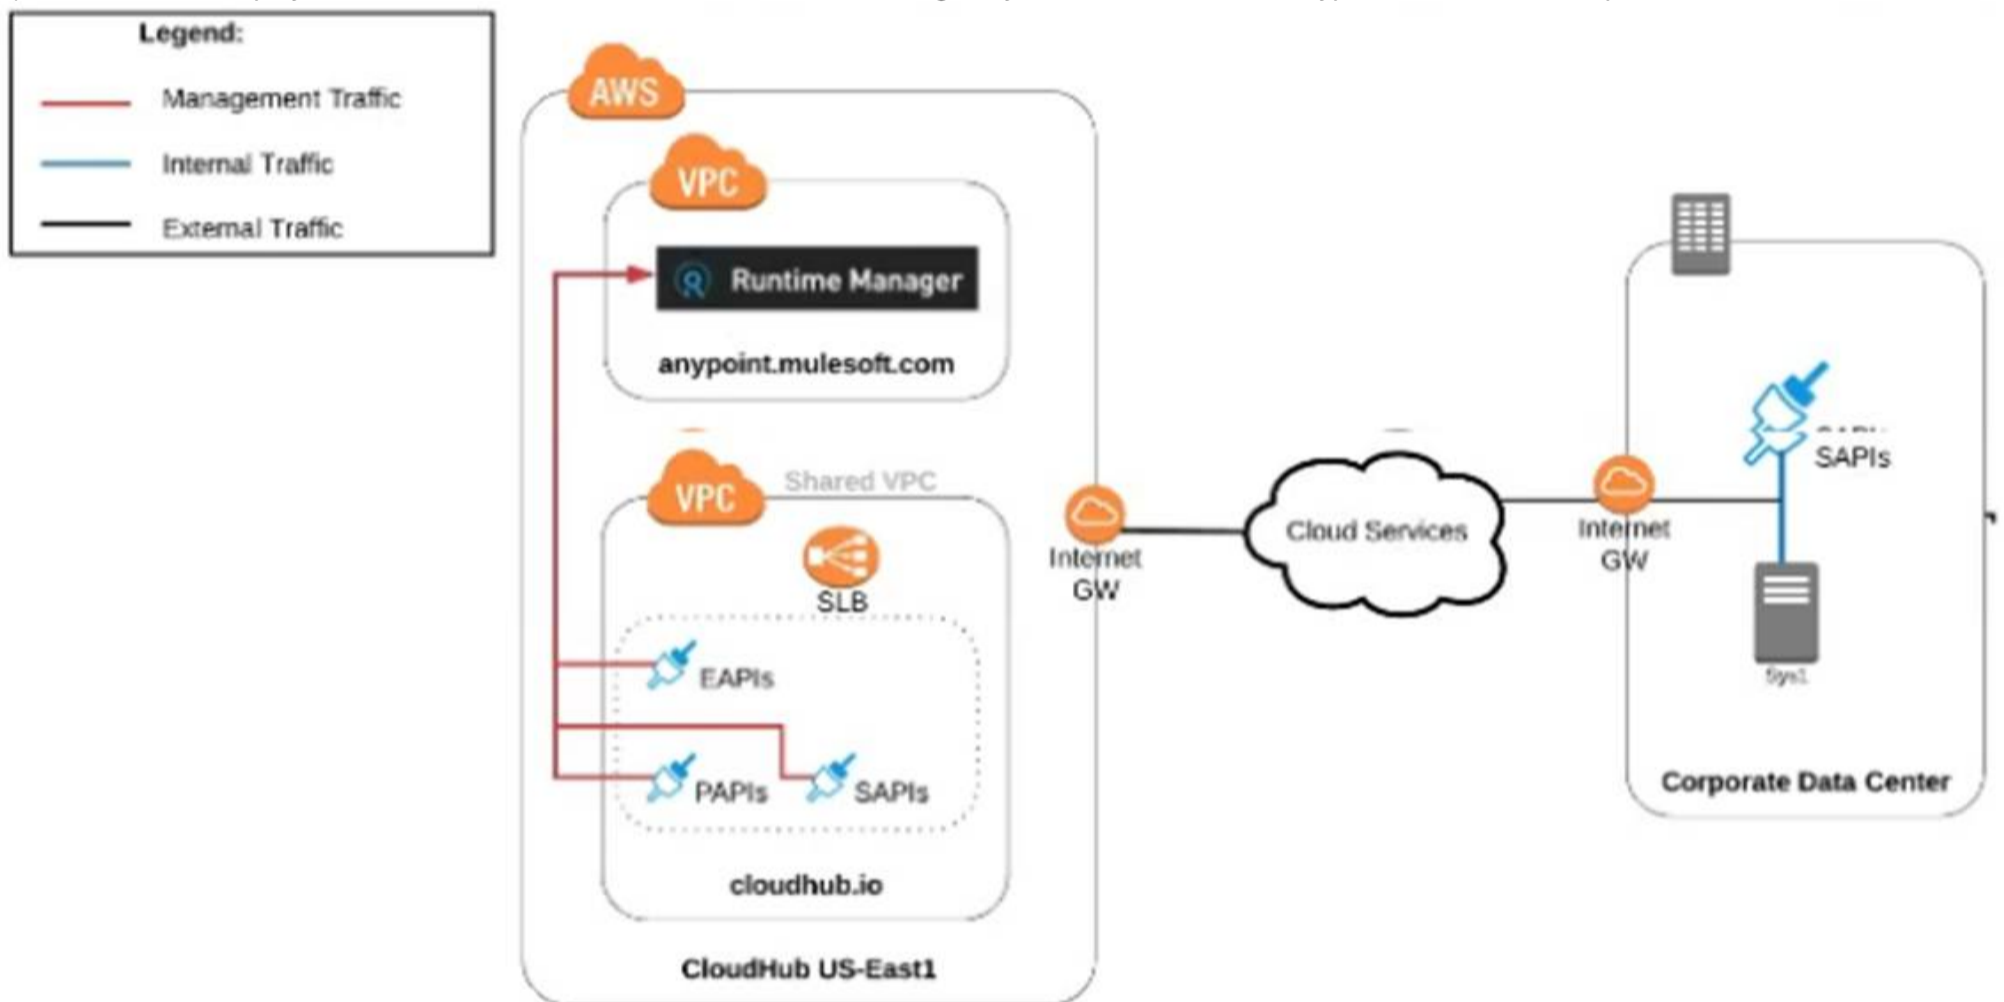 Legend:
Management Traffic
Internal Traffic
External Traffic
AWS
VPC
Runtime Manager
anypoint.mulesoft.com
VPC
Shared VPC
SLB
EAPIs
PAPIs
SAPIs
cloudhub.io
CloudHub US-East1
Internet
GW
Cloud Services
Internet
GW
SAPIs
Sys1
Corporate Data Center